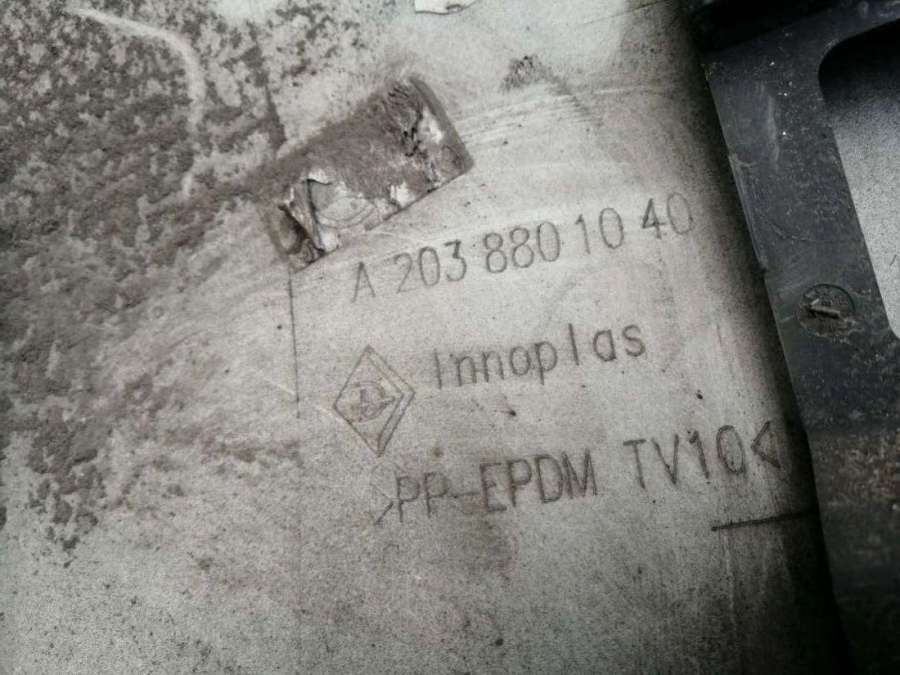 A 203 880 10 40
Innoplas
>PP-EPDM TV10<